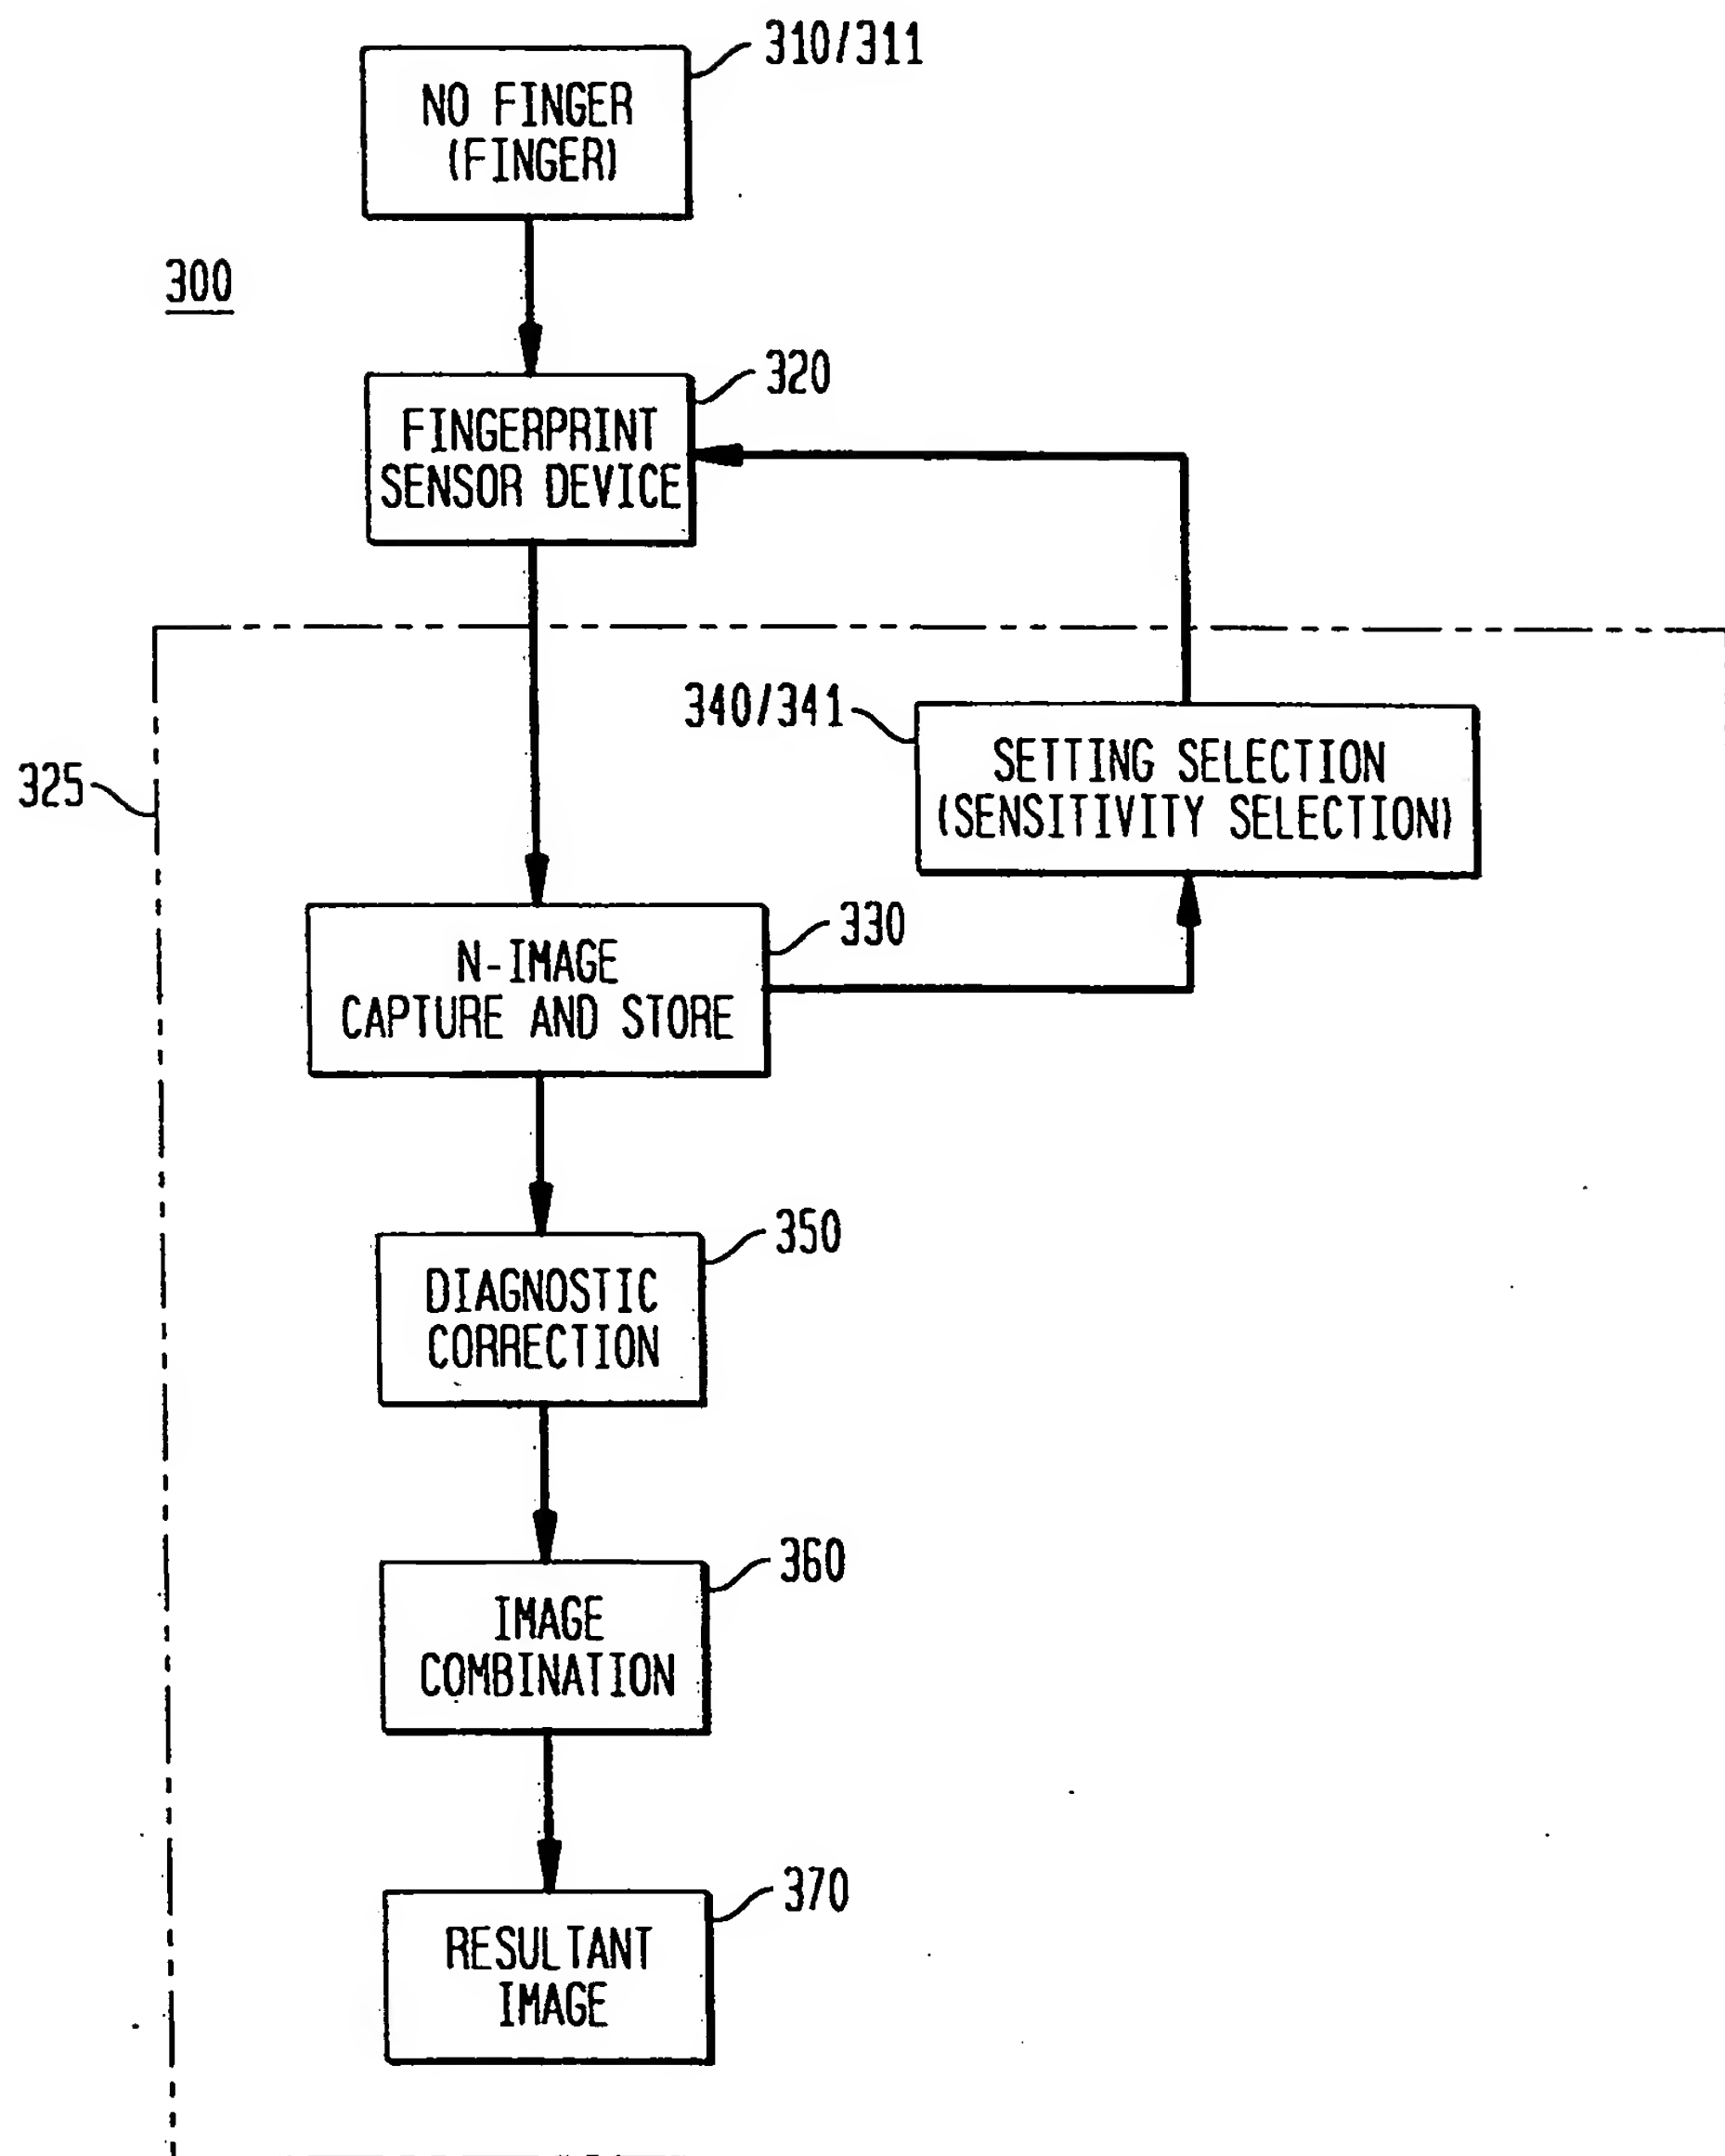 310/311
NO FINGER
(FINGER)
300
320
FINGERPRINT
SENSOR DEVICE
340/341
SETTING SELECTION
(SENSITIVITY SELECTION)
325
330
N-IMAGE
CAPTURE AND STORE
350
DIAGNOSTIC
CORRECTION
360
IMAGE
COMBINATION
370
RESULTANT
IMAGE